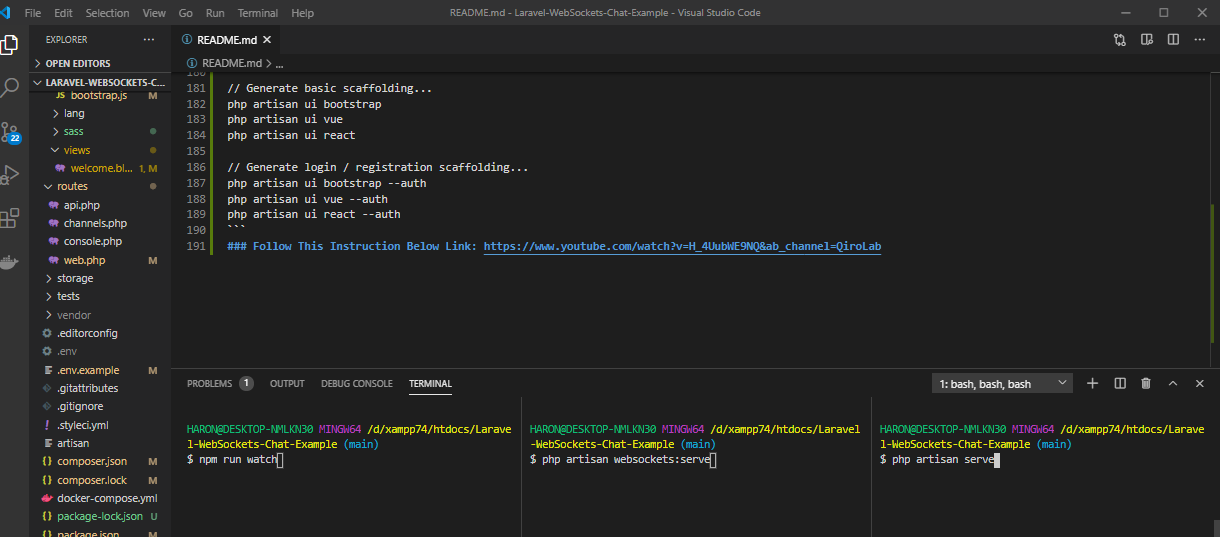 File Edit Selection View Go Run Terminal Help README.md - Laravel-WebSockets-Chat-Example - Visual Studio Code
EXPLORER
OPEN EDITORS
LARAVEL-WEBSOCKETS-C...
JS bootstrap.js M
lang
sass
views
welcome.bl... 1, M
routes
api.php
channels.php
console.php
web.php M
storage
tests
vendor
.editorconfig
.env
.env.example M
.gitattributes
.gitignore
.styleci.yml
artisan
composer.json M
composer.lock M
docker-compose.yml
package-lock.json U
package.json M
22
README.md
README.md > ...
180
181 // Generate basic scaffolding...
182 php artisan ui bootstrap
183 php artisan ui vue
184 php artisan ui react
185
186 // Generate login / registration scaffolding...
187 php artisan ui bootstrap --auth
188 php artisan ui vue --auth
189 php artisan ui react --auth
190 ```
191 ### Follow This Instruction Below Link: https://www.youtube.com/watch?v=H_4UubWE9NQ&ab_channel=QiroLab
PROBLEMS 1 OUTPUT DEBUG CONSOLE TERMINAL 1: bash, bash, bash
HARON@DESKTOP-NMLKN30 MINGW64 /d/xampp74/htdocs/Larave
l-WebSockets-Chat-Example (main)
$ npm run watch
HARON@DESKTOP-NMLKN30 MINGW64 /d/xampp74/htdocs/Laravel
-WebSockets-Chat-Example (main)
$ php artisan websockets:serve
HARON@DESKTOP-NMLKN30 MINGW64 /d/xampp74/htdocs/Larave
l-WebSockets-Chat-Example (main)
$ php artisan serve